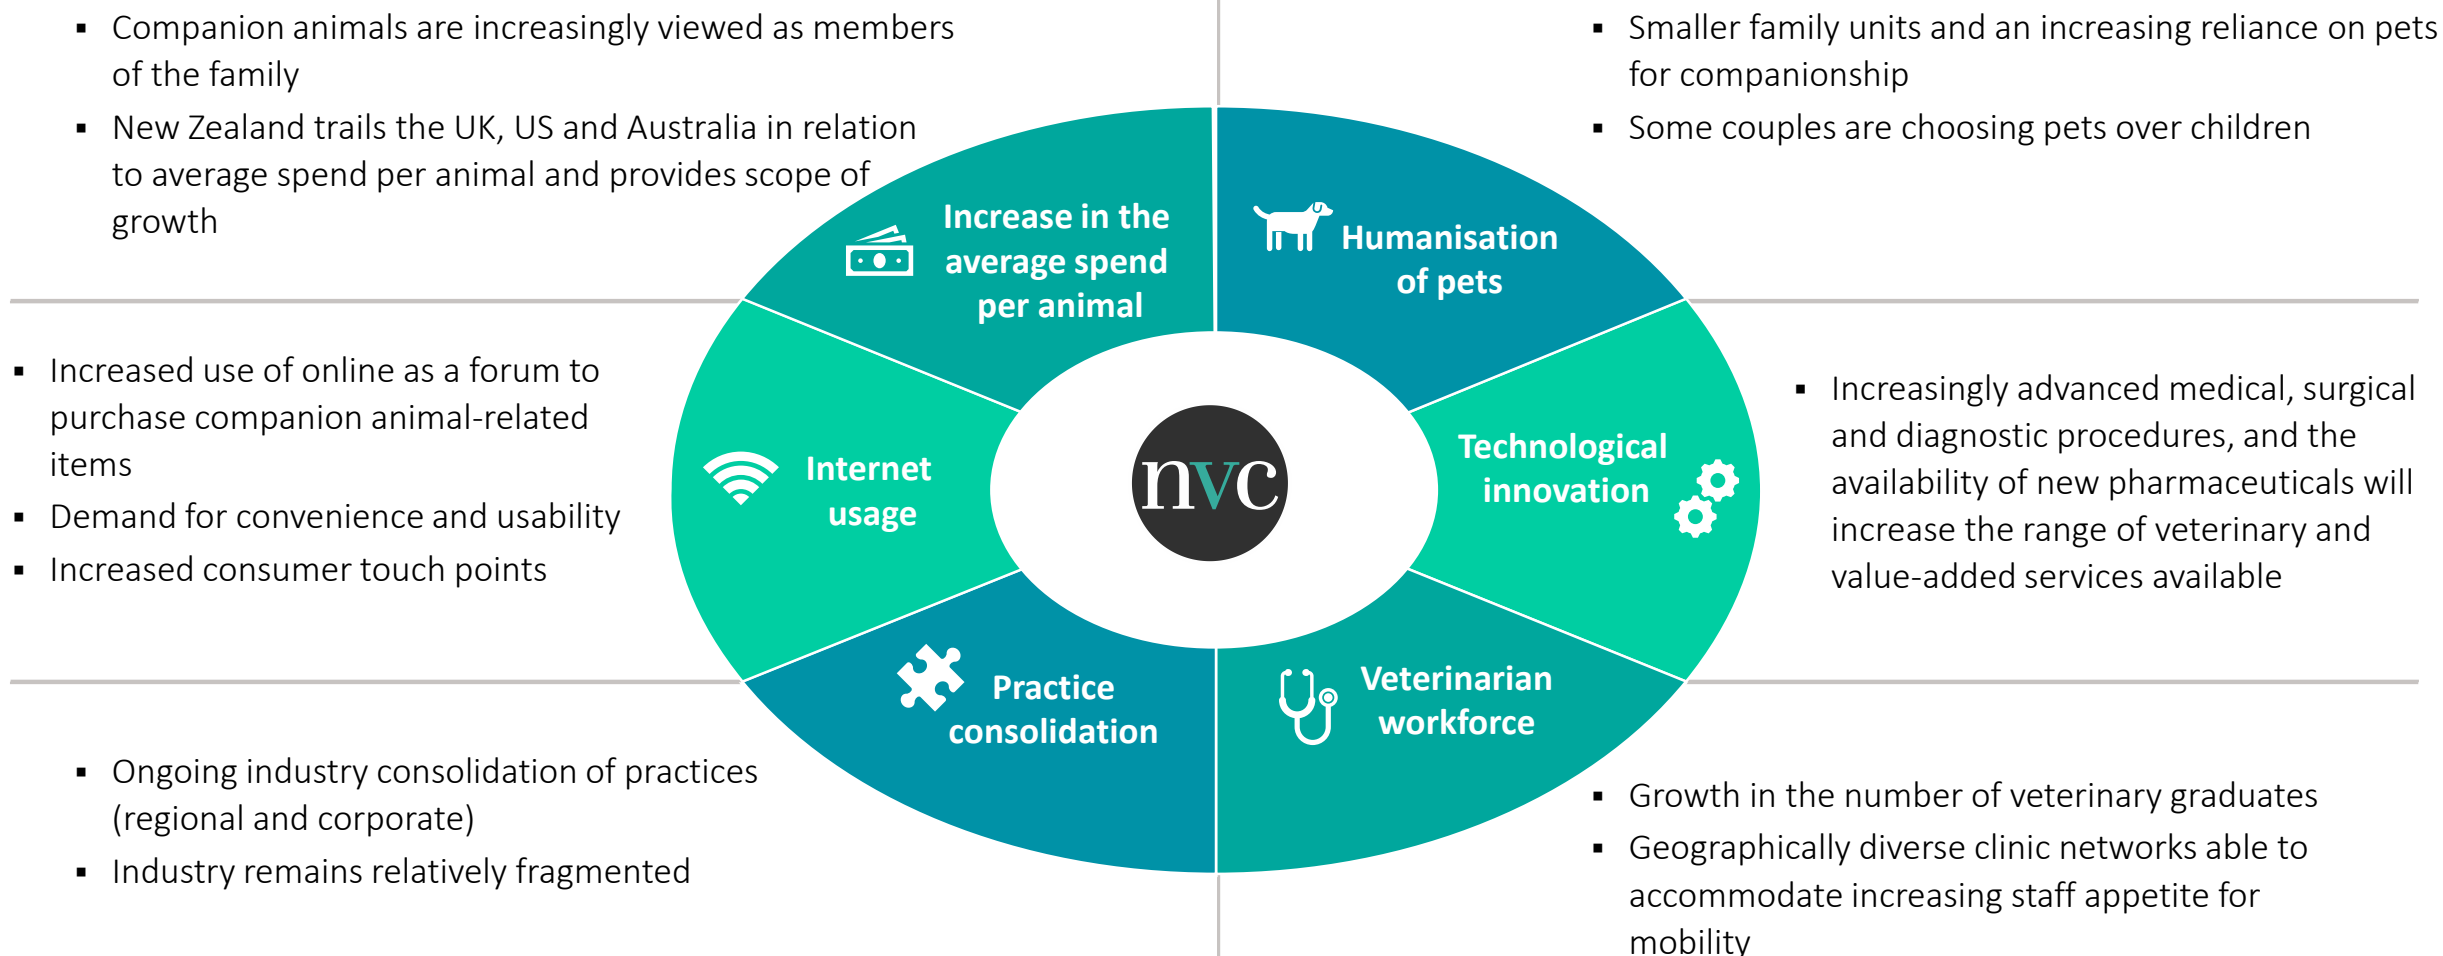 ▪ Companion animals are increasingly viewed as members
of the family
▪ New Zealand trails the UK, US and Australia in relation
to average spend per animal and provides scope of
growth
▪ Smaller family units and an increasing reliance on pets
for companionship
▪ Some couples are choosing pets over children
Increase in the
average spend
per animal
Humanisation
of pets
▪ Increased use of online as a forum to
purchase companion animal-related
items
▪ Demand for convenience and usability
▪ Increased consumer touch points
Internet
usage
nvc
Technological
innovation
▪ Increasingly advanced medical, surgical
and diagnostic procedures, and the
availability of new pharmaceuticals will
increase the range of veterinary and
value-added services available
Practice
consolidation
Veterinarian
workforce
▪ Ongoing industry consolidation of practices
(regional and corporate)
▪ Industry remains relatively fragmented
▪ Growth in the number of veterinary graduates
▪ Geographically diverse clinic networks able to
accommodate increasing staff appetite for
mobility